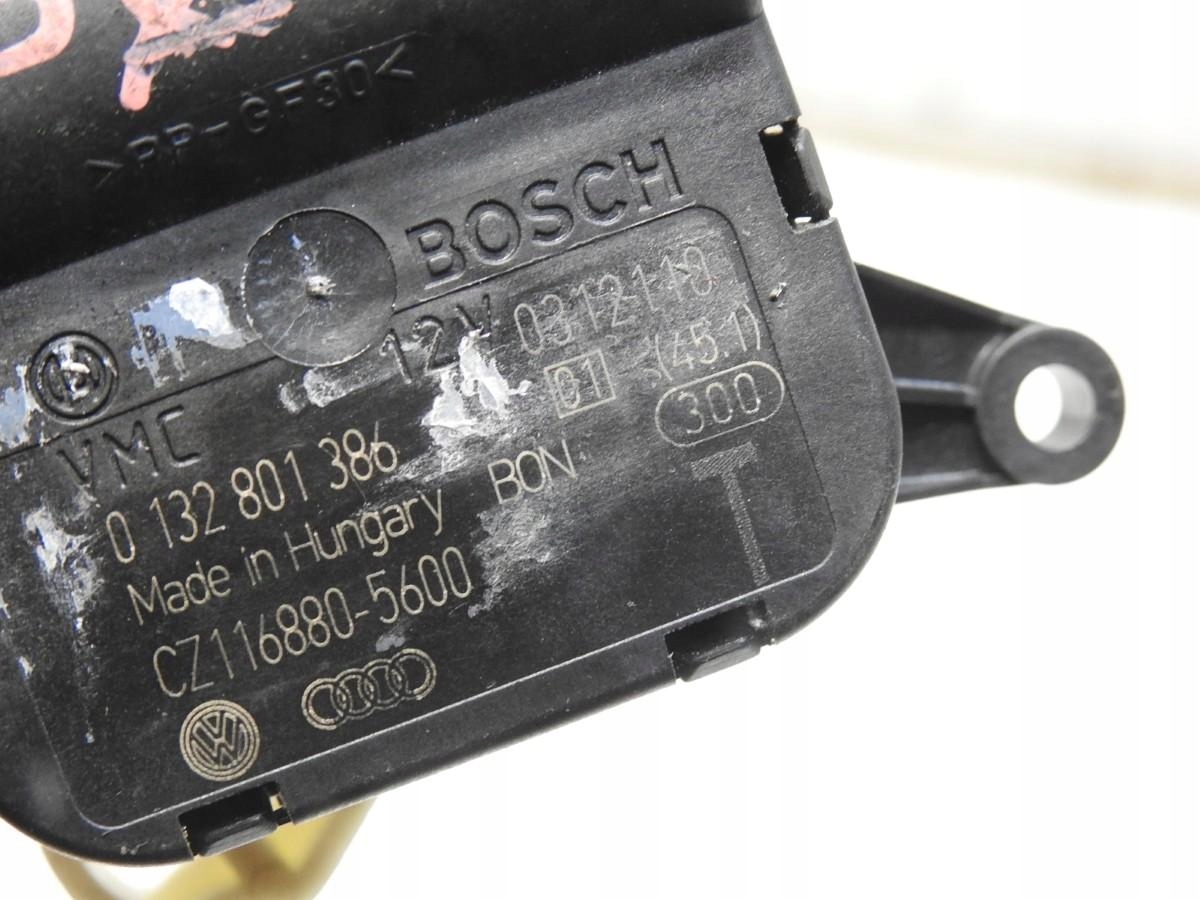 >PP-GF30<
BOSCH
12V 0312110
01 (45.1)
VMC 300
0 132 801 386
Made in Hungary BON
CZ116880-5600